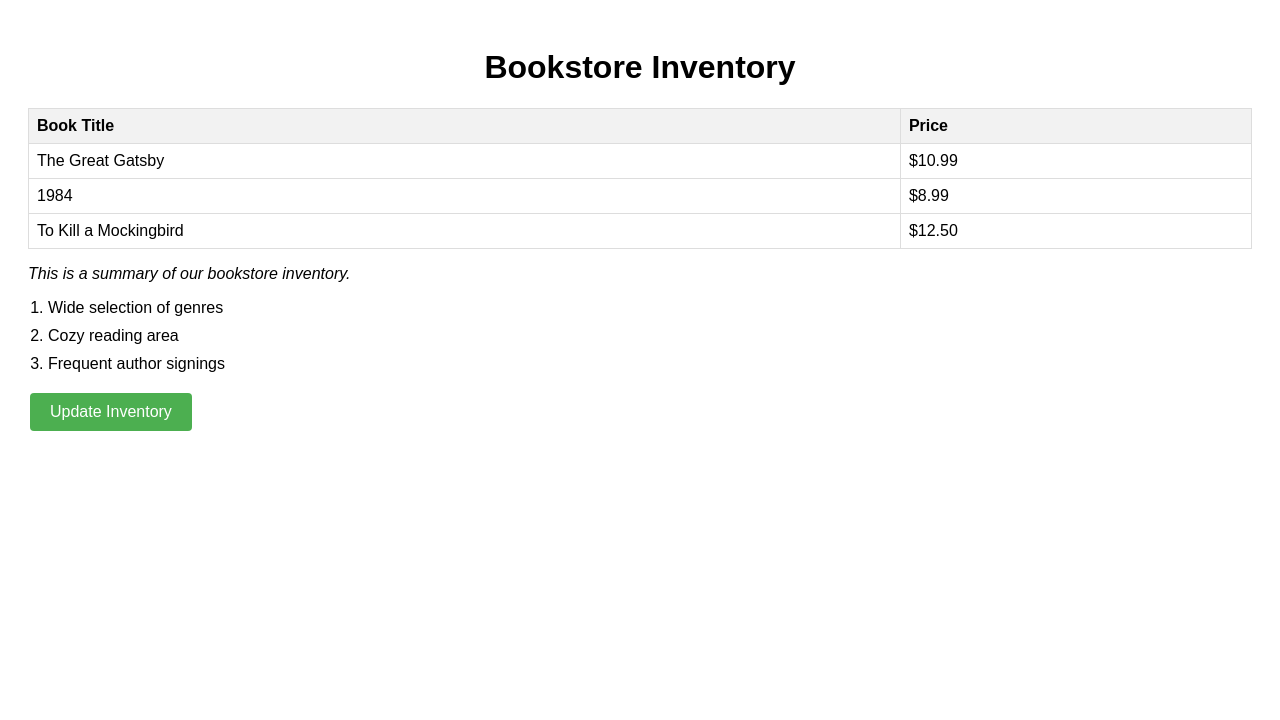 Bookstore Inventory
Book Title Price
The Great Gatsby $10.99
1984 $8.99
To Kill a Mockingbird $12.50
This is a summary of our bookstore inventory.
1. Wide selection of genres
2. Cozy reading area
3. Frequent author signings
Update Inventory